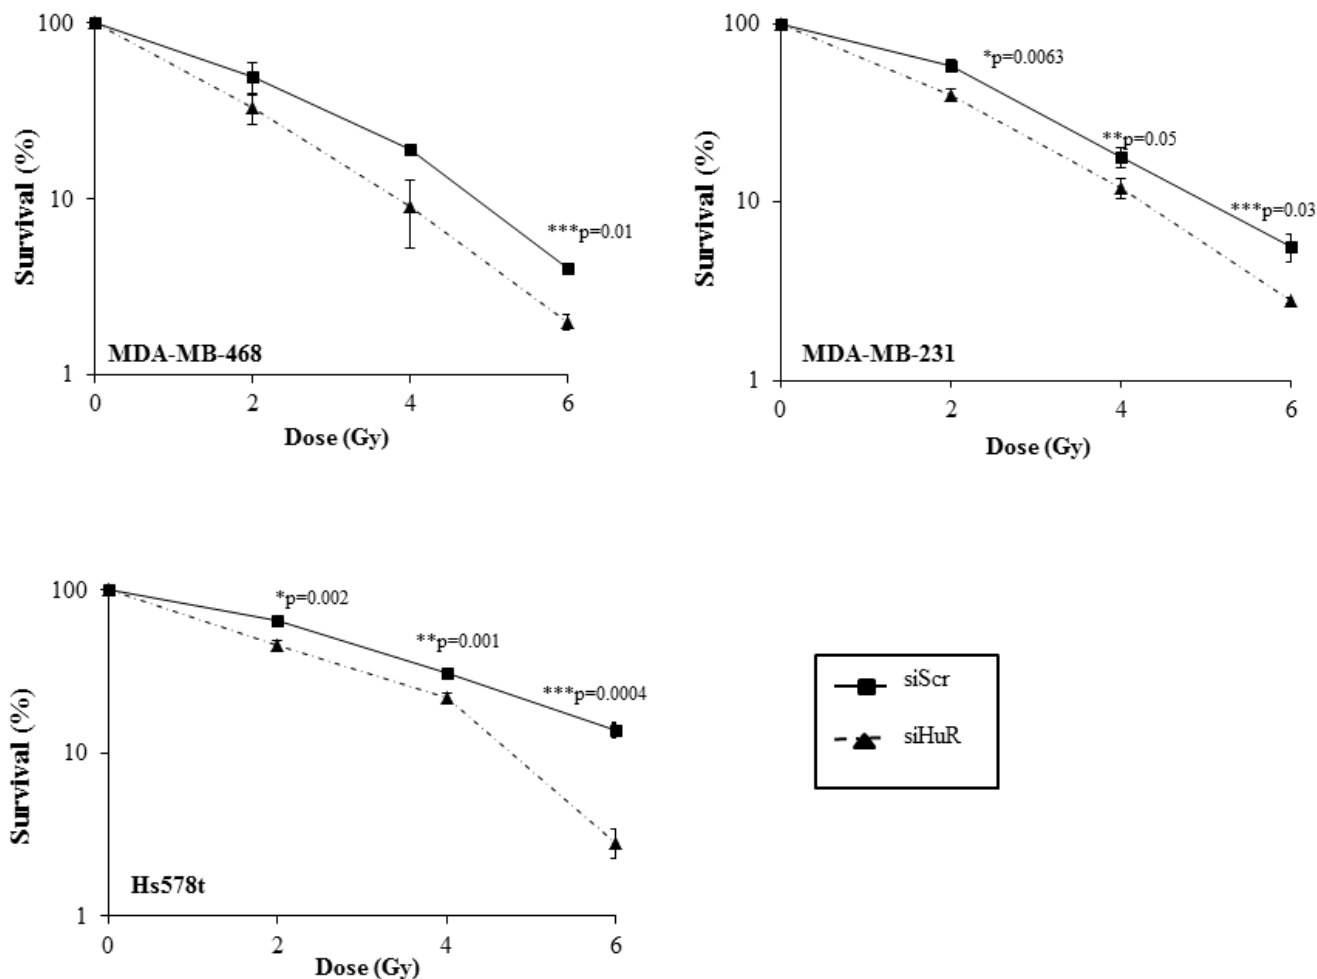 100
10
1
Survival (%)
***p=0.01
MDA-MB-468
0 2 4 6
Dose (Gy)
100
10
1
Survival (%)
*p=0.0063
**p=0.05
***p=0.03
MDA-MB-231
0 2 4 6
Dose (Gy)
100
10
1
Survival (%)
*p=0.002
**p=0.001
***p=0.0004
Hs578t
0 2 4 6
Dose (Gy)
siScr
siHuR